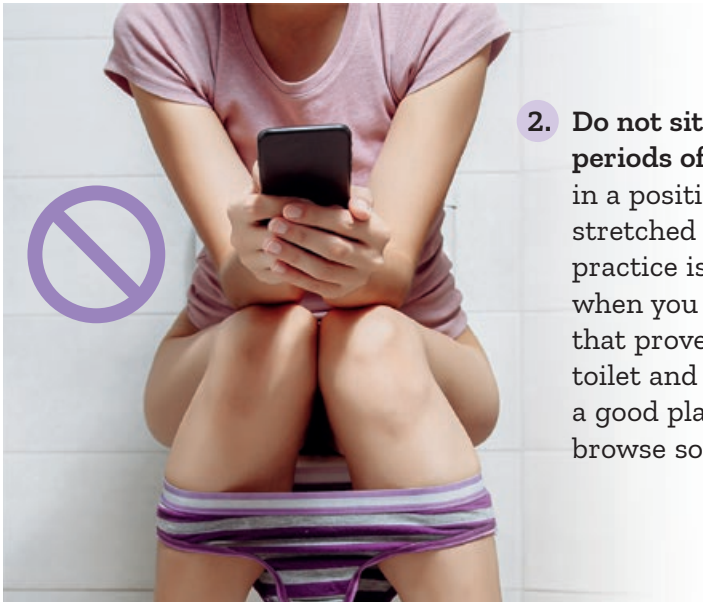 2. Do not sit
periods of
in a positi
stretched
practice is
when you
that prove
toilet and
a good pla
browse so